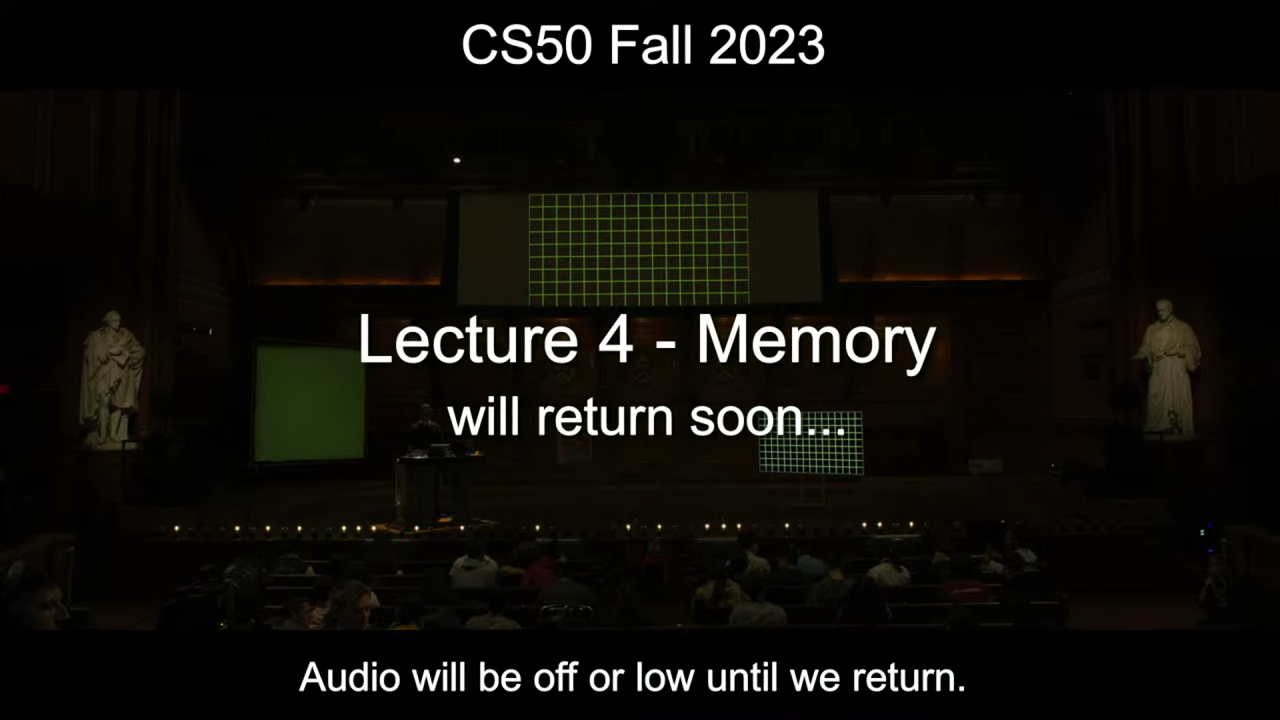 CS50 Fall 2023
Lecture 4 - Memory
will return soon...
Audio will be off or low until we return.